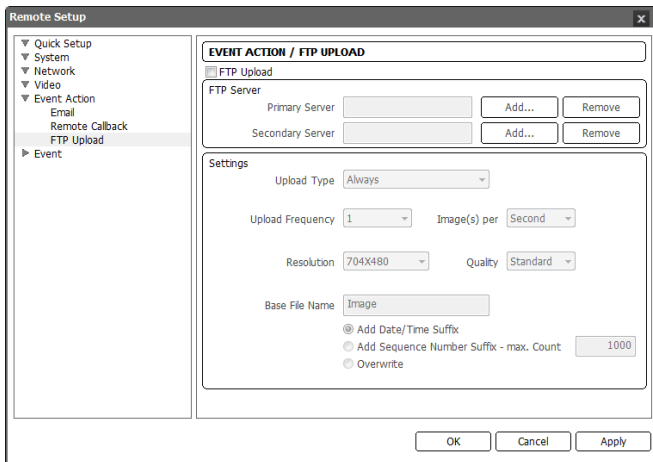 Remote Setup
x
Quick Setup
System
Network
Video
Event Action
Email
Remote Callback
FTP Upload
Event
EVENT ACTION / FTP UPLOAD
FTP Upload
FTP Server
Primary Server Add... Remove
Secondary Server Add... Remove
Settings
Upload Type Always
Upload Frequency 1 Image(s) per Second
Resolution 704X480 Quality Standard
Base File Name Image
Add Date/Time Suffix
Add Sequence Number Suffix - max. Count 1000
Overwrite
OK Cancel Apply